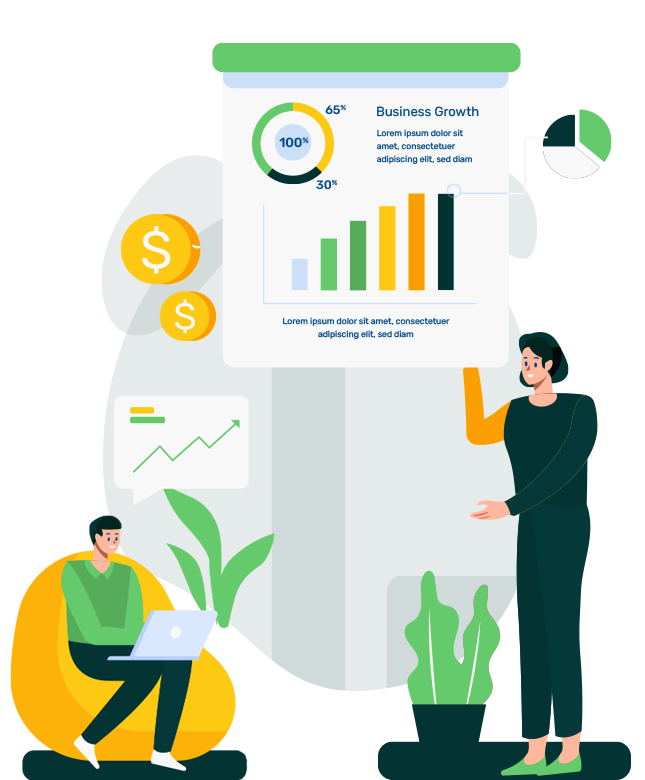 65%
100%
30%
Business Growth
Lorem ipsum dolor sit
amet, consectetuer
adipiscing elit, sed diam
$
$
Lorem ipsum dolor sit amet, consectetuer
adipiscing elit, sed diam